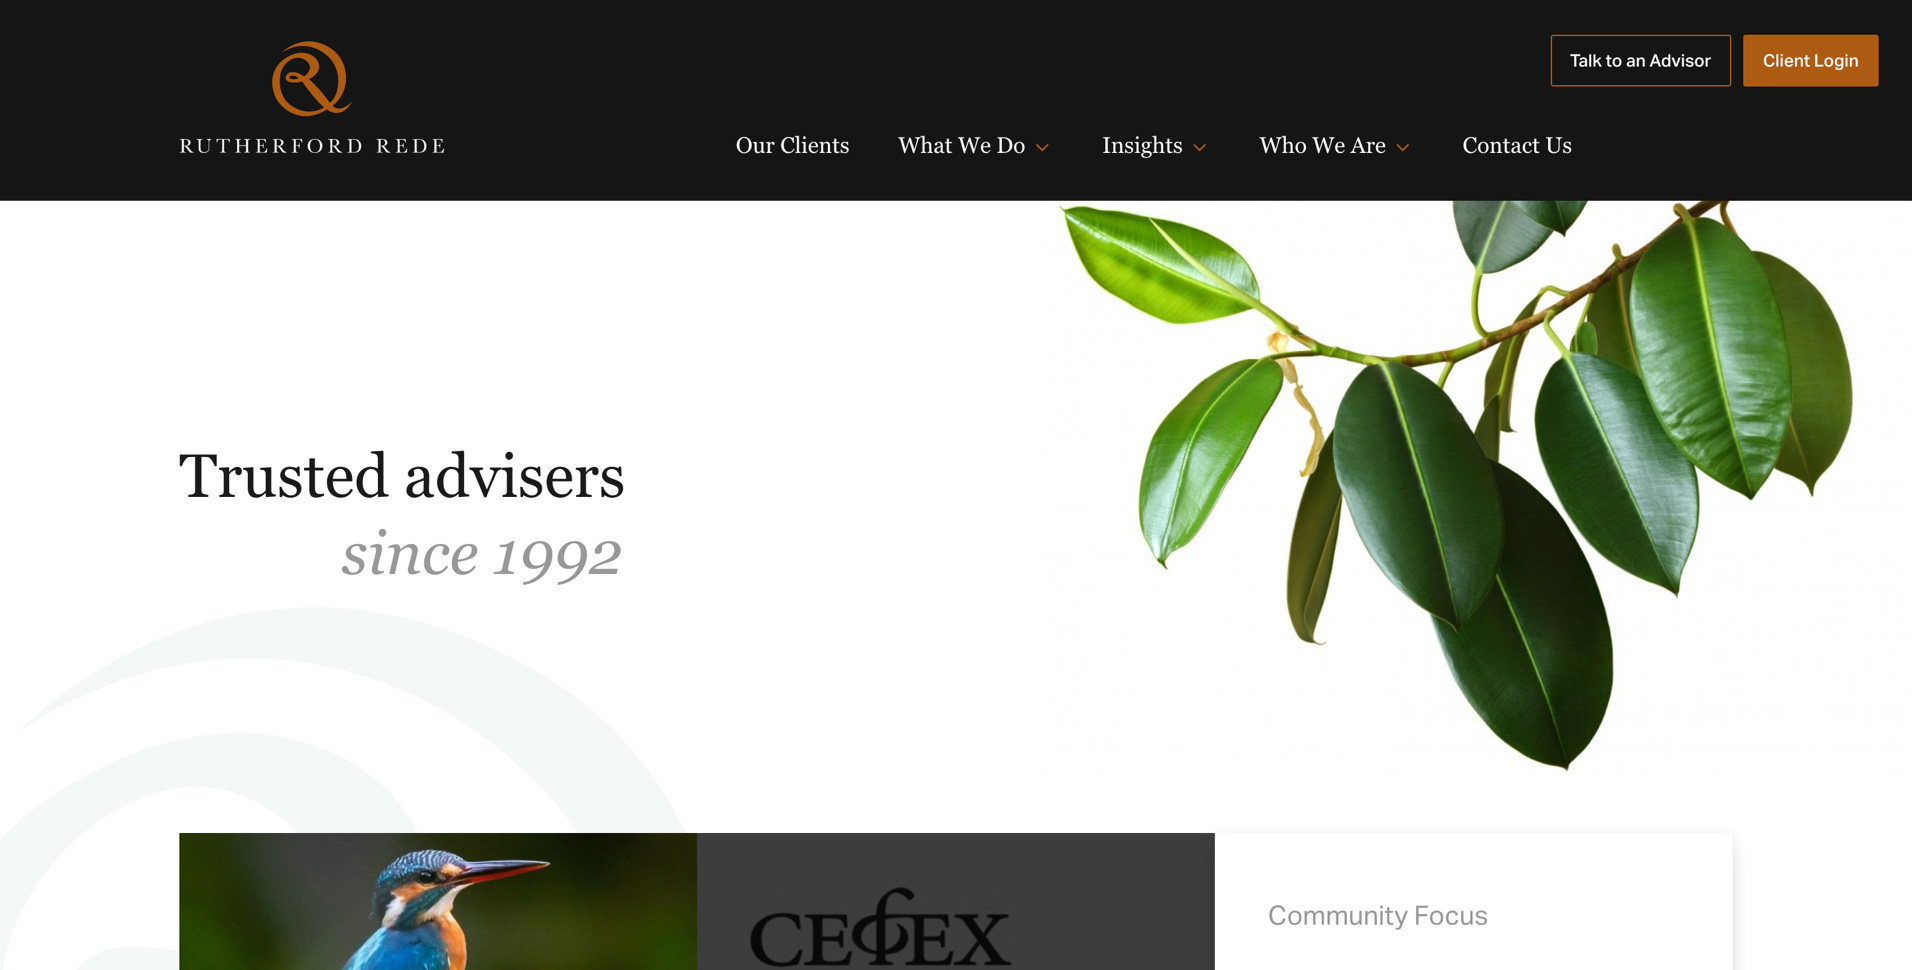 Talk to an Advisor
Client Login
RUTHERFORD REDE
Our Clients
What We Do
Insights
Who We Are
Contact Us
Trusted advisers
since 1992
CEFEX
Community Focus